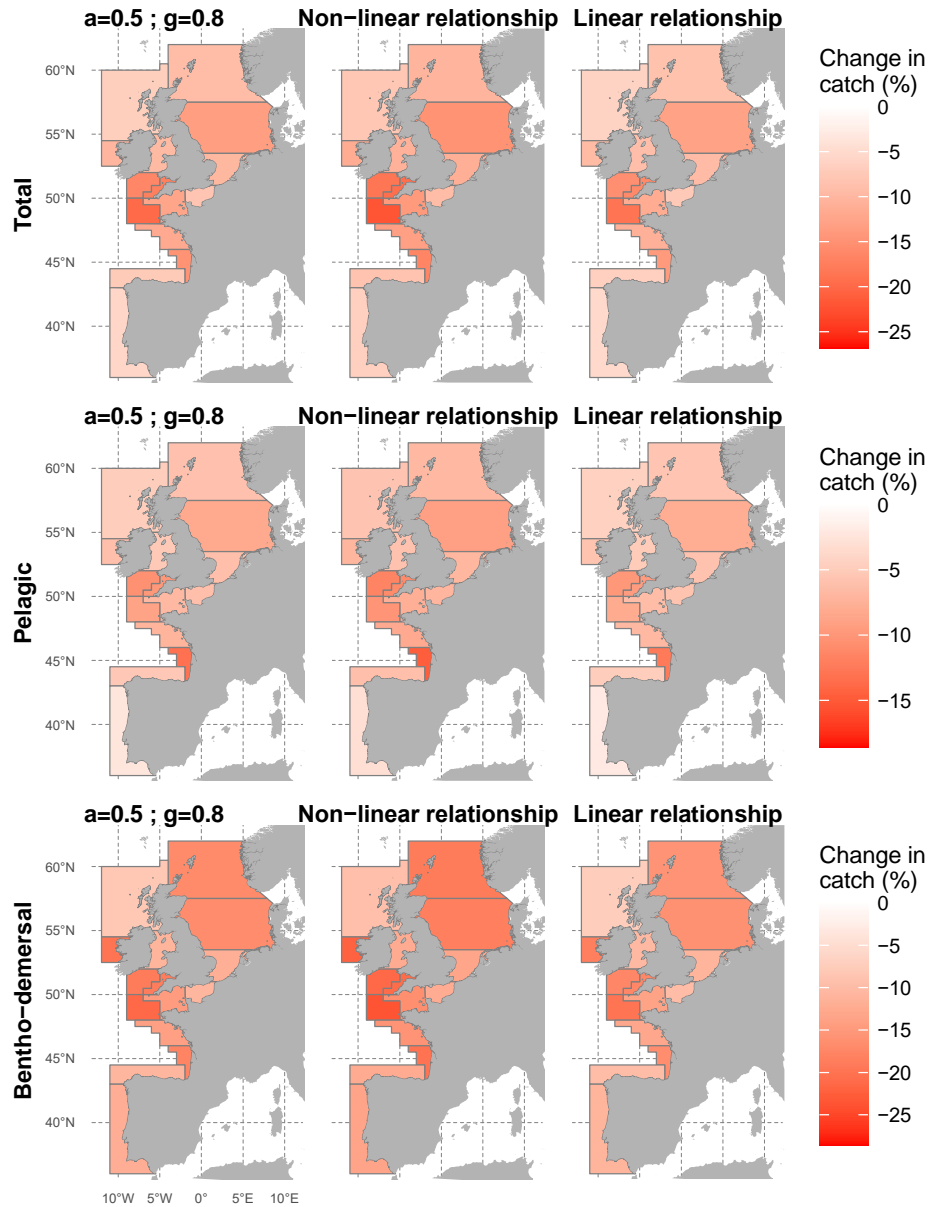 a=0.5 ; g=0.8 Non−linear relationship Linear relationship
Total
60°N
55°N
50°N
45°N
40°N
Change in
catch (%)
0
−5
−10
−15
−20
−25
a=0.5 ; g=0.8 Non−linear relationship Linear relationship
Pelagic
60°N
55°N
50°N
45°N
40°N
Change in
catch (%)
0
−5
−10
−15
a=0.5 ; g=0.8 Non−linear relationship Linear relationship
Bentho−demersal
60°N
55°N
50°N
45°N
40°N
10°W 5°W 0° 5°E 10°E
Change in
catch (%)
0
−5
−10
−15
−20
−25